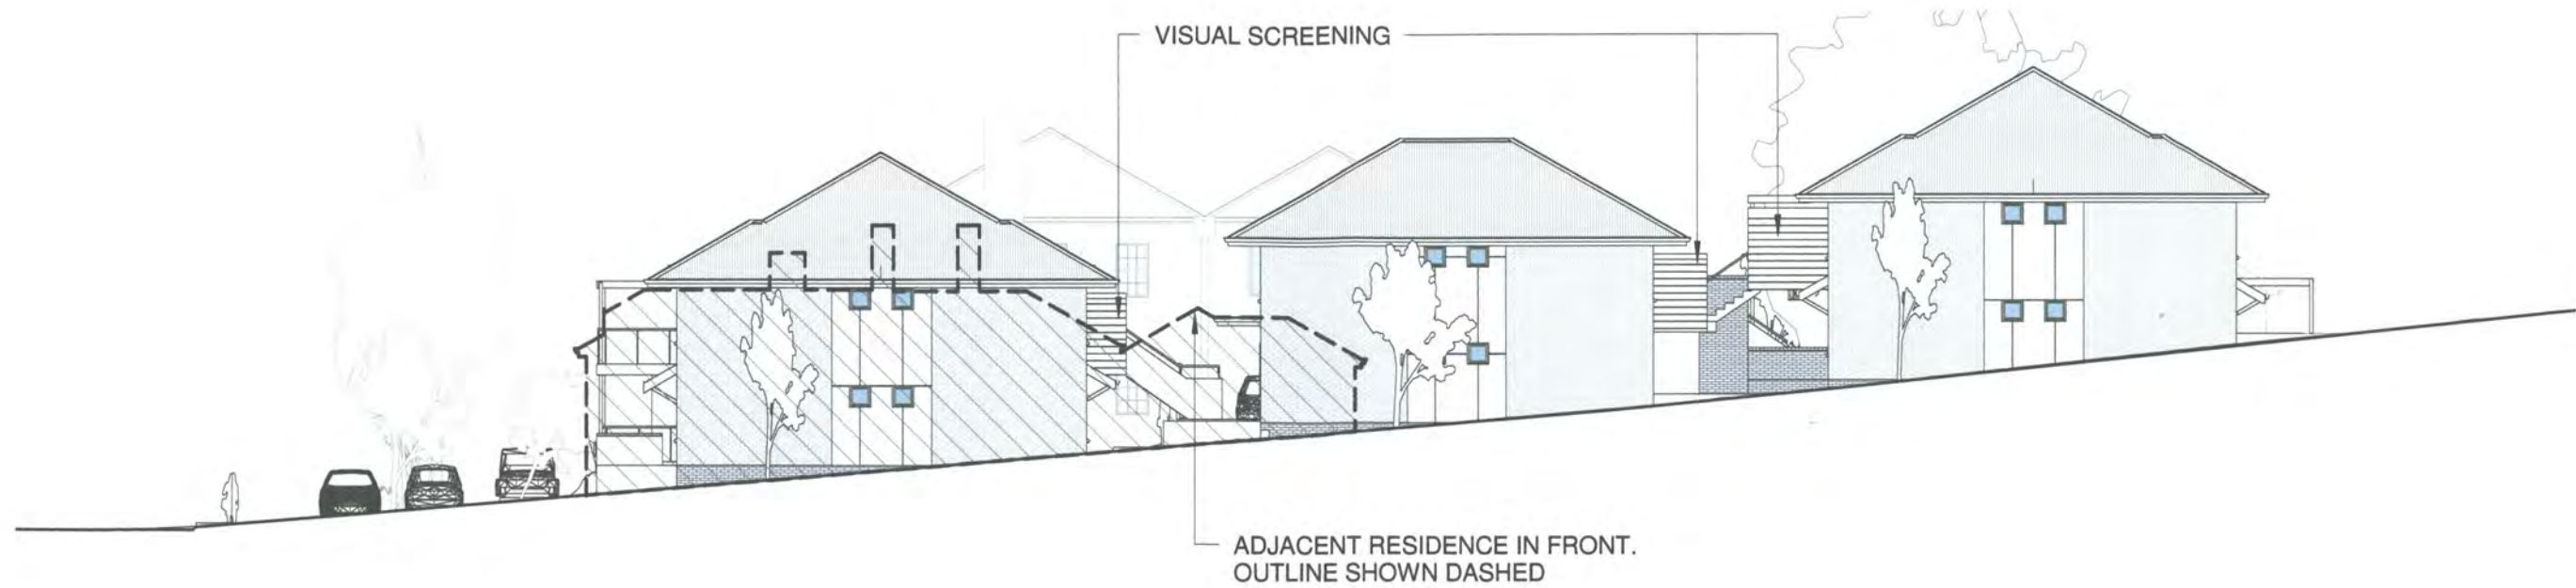 VISUAL SCREENING
ADJACENT RESIDENCE IN FRONT.
OUTLINE SHOWN DASHED